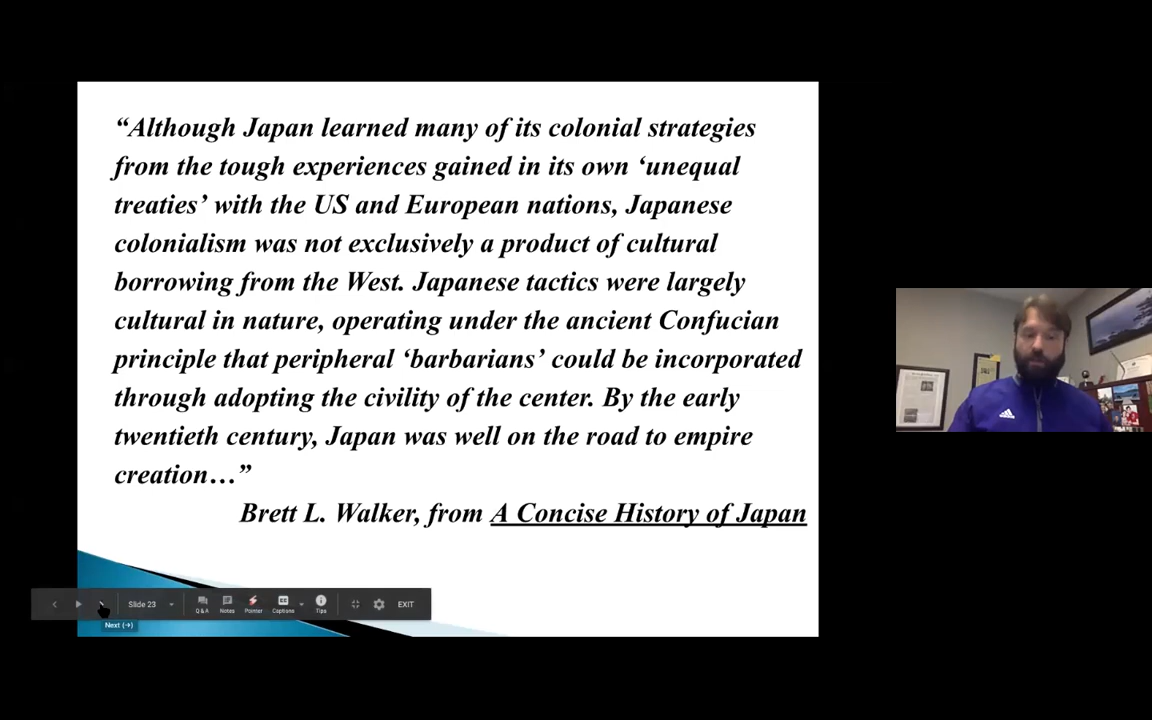 “Although Japan learned many of its colonial strategies
from the tough experiences gained in its own ‘unequal
treaties’ with the US and European nations, Japanese
colonialism was not exclusively a product of cultural
borrowing from the West. Japanese tactics were largely
cultural in nature, operating under the ancient Confucian
principle that peripheral ‘barbarians’ could be incorporated
through adopting the civility of the center. By the early
twentieth century, Japan was well on the road to empire
creation…”
Brett L. Walker, from A Concise History of Japan
Slide 23
Q&A
Notes
Pointer
Captions
Tips
EXIT
Next (→)